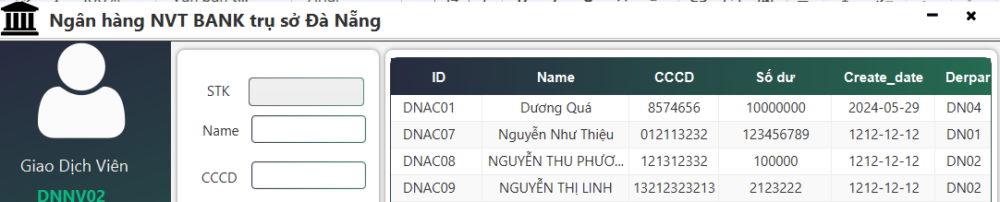 Ngân hàng NVT BANK trụ sở Đà Nẵng
Giao Dịch Viên
DNNV02
STK
Name
CCCD
ID Name CCCD Số dư Create_date Derpar
DNAC01 Dương Quá 8574656 10000000 2024-05-29 DN04
DNAC07 Nguyễn Như Thiệu 012113232 123456789 1212-12-12 DN01
DNAC08 NGUYỄN THU PHƯƠ... 121312332 100000 1212-12-12 DN02
DNAC09 NGUYỄN THỊ LINH 13212323213 2123222 1212-12-12 DN02